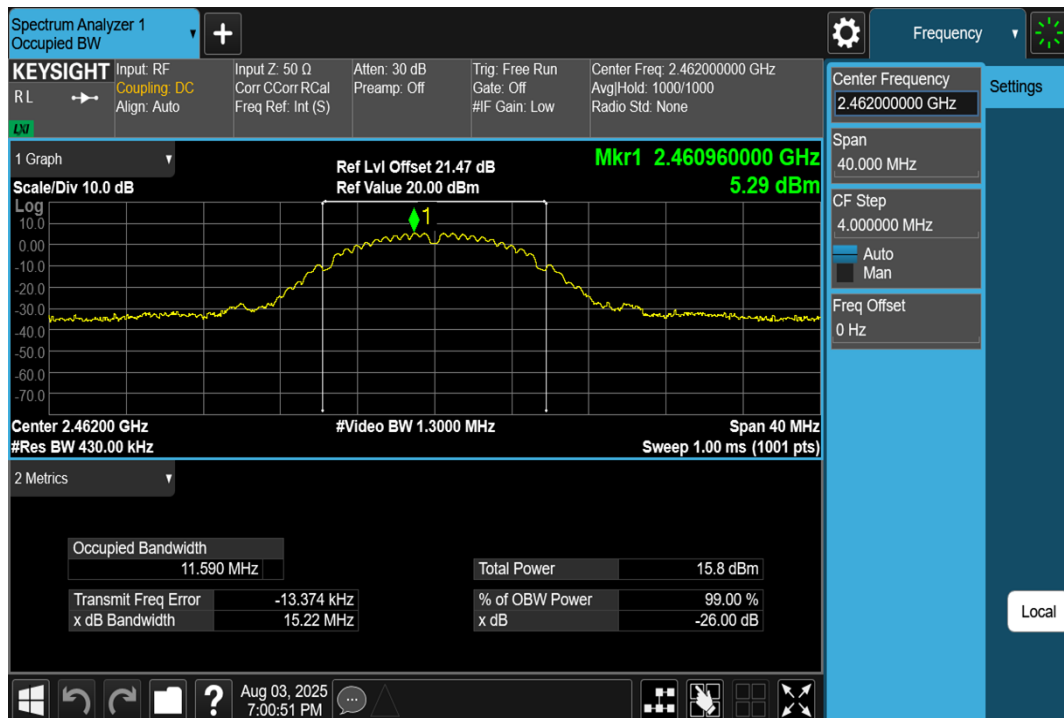 Spectrum Analyzer 1
Occupied BW
+
Frequency
KEYSIGHT
RL
LXI
Input: RF
Coupling: DC
Align: Auto
Input Z: 50 Ω
Corr CCorr RCal
Freq Ref: Int (S)
Atten: 30 dB
Preamp: Off
Trig: Free Run
Gate: Off
#IF Gain: Low
Center Freq: 2.462000000 GHz
Avg|Hold: 1000/1000
Radio Std: None
Center Frequency
2.462000000 GHz
Settings
Span
40.000 MHz
CF Step
4.000000 MHz
Auto
Man
Freq Offset
0 Hz
Local
1 Graph
Scale/Div 10.0 dB
Ref Lvl Offset 21.47 dB
Ref Value 20.00 dBm
Mkr1 2.460960000 GHz
5.29 dBm
Log
1
10.0
0.00
-10.0
-20.0
-30.0
-40.0
-50.0
-60.0
-70.0
Center 2.46200 GHz
#Video BW 1.3000 MHz
Span 40 MHz
#Res BW 430.00 kHz
Sweep 1.00 ms (1001 pts)
2 Metrics
Occupied Bandwidth
11.590 MHz
Total Power 15.8 dBm
Transmit Freq Error -13.374 kHz
% of OBW Power 99.00 %
x dB Bandwidth 15.22 MHz
x dB -26.00 dB
?
Aug 03, 2025
7:00:51 PM